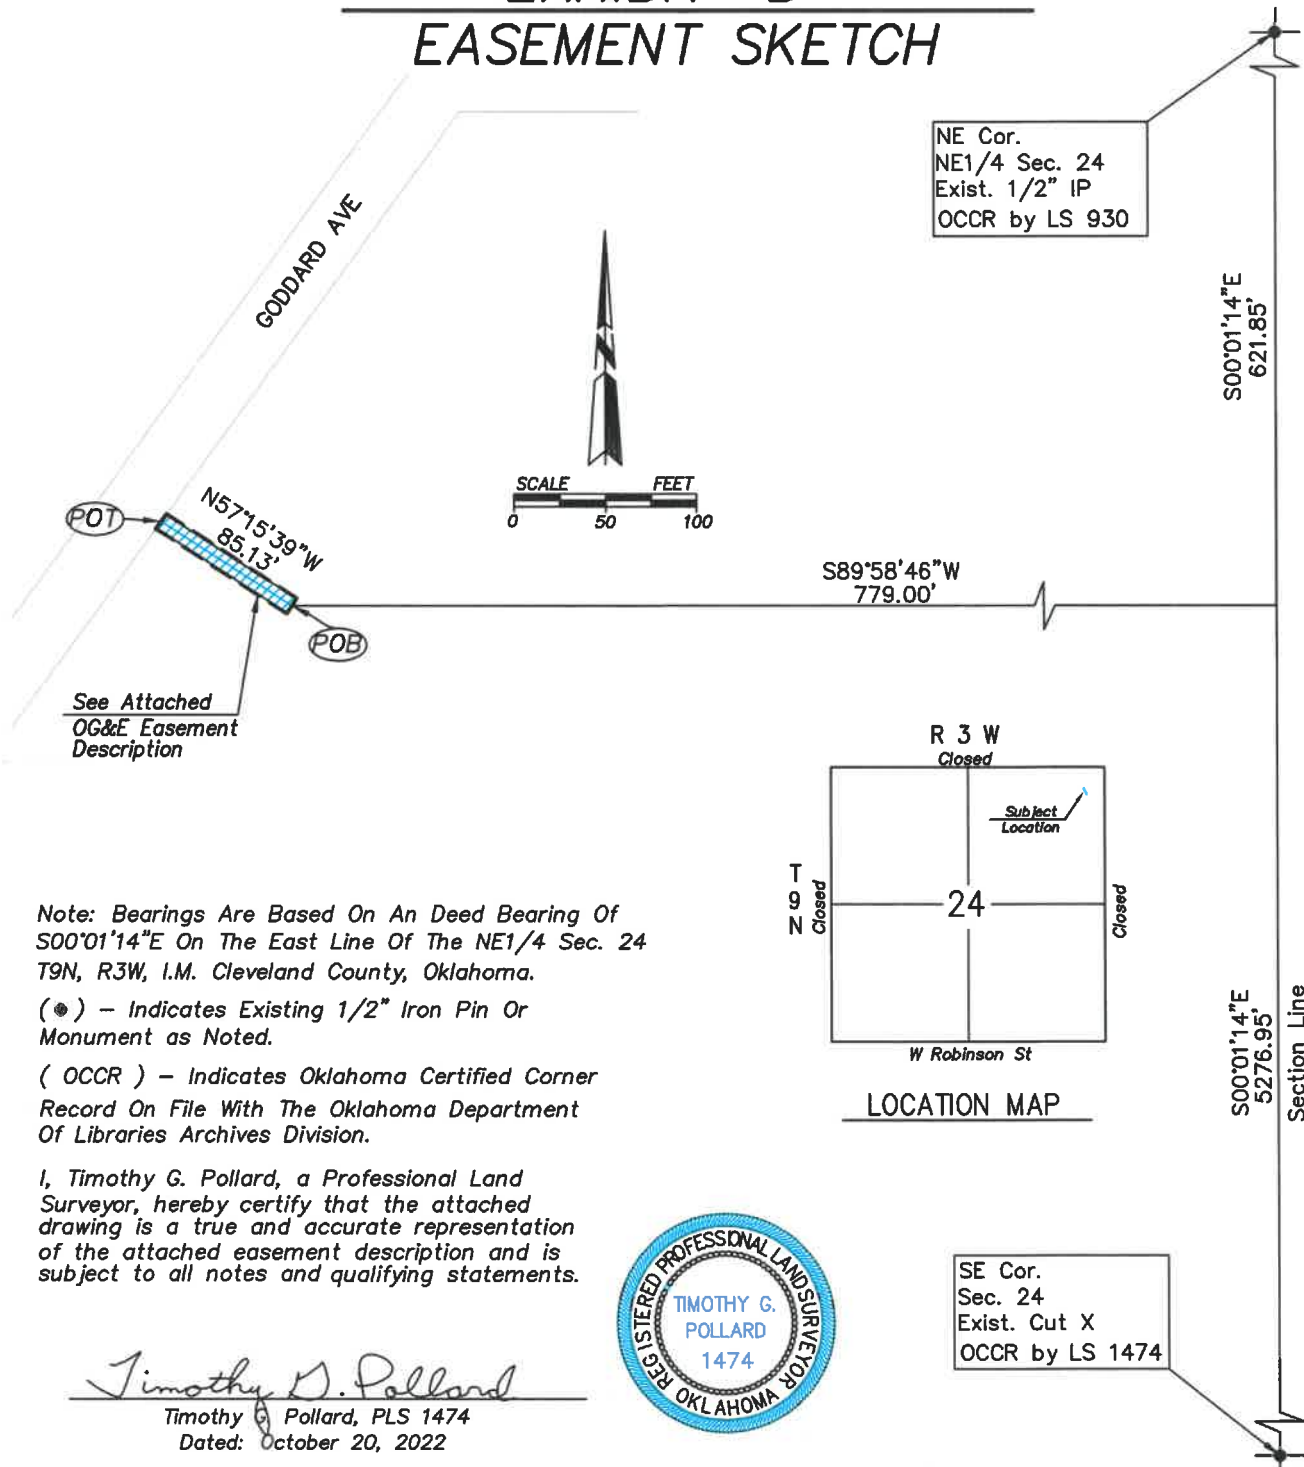 EASEMENT SKETCH
NE Cor.
NE1/4 Sec. 24
Exist. 1/2" IP
OCCR by LS 930
GODDARD AVE
N
S00°01'14"E
621.85'
SCALE FEET
0 50 100
POT
N57°15'39"W
85.13'
S89°58'46"W
779.00'
POB
See Attached
OG&E Easement
Description
R 3 W
Closed
Subject
Location
T
9
N
Closed
24
Closed
W Robinson St
LOCATION MAP
S00°01'14"E
5276.95'
Section Line
Note: Bearings Are Based On An Deed Bearing Of
S00°01'14"E On The East Line Of The NE1/4 Sec. 24
T9N, R3W, I.M. Cleveland County, Oklahoma.
(●) – Indicates Existing 1/2" Iron Pin Or
Monument as Noted.
( OCCR ) – Indicates Oklahoma Certified Corner
Record On File With The Oklahoma Department
Of Libraries Archives Division.
I, Timothy G. Pollard, a Professional Land
Surveyor, hereby certify that the attached
drawing is a true and accurate representation
of the attached easement description and is
subject to all notes and qualifying statements.
REGISTERED PROFESSIONAL LAND SURVEYOR
TIMOTHY G.
POLLARD
1474
OKLAHOMA
SE Cor.
Sec. 24
Exist. Cut X
OCCR by LS 1474
Timothy G. Pollard
Timothy G Pollard, PLS 1474
Dated: October 20, 2022